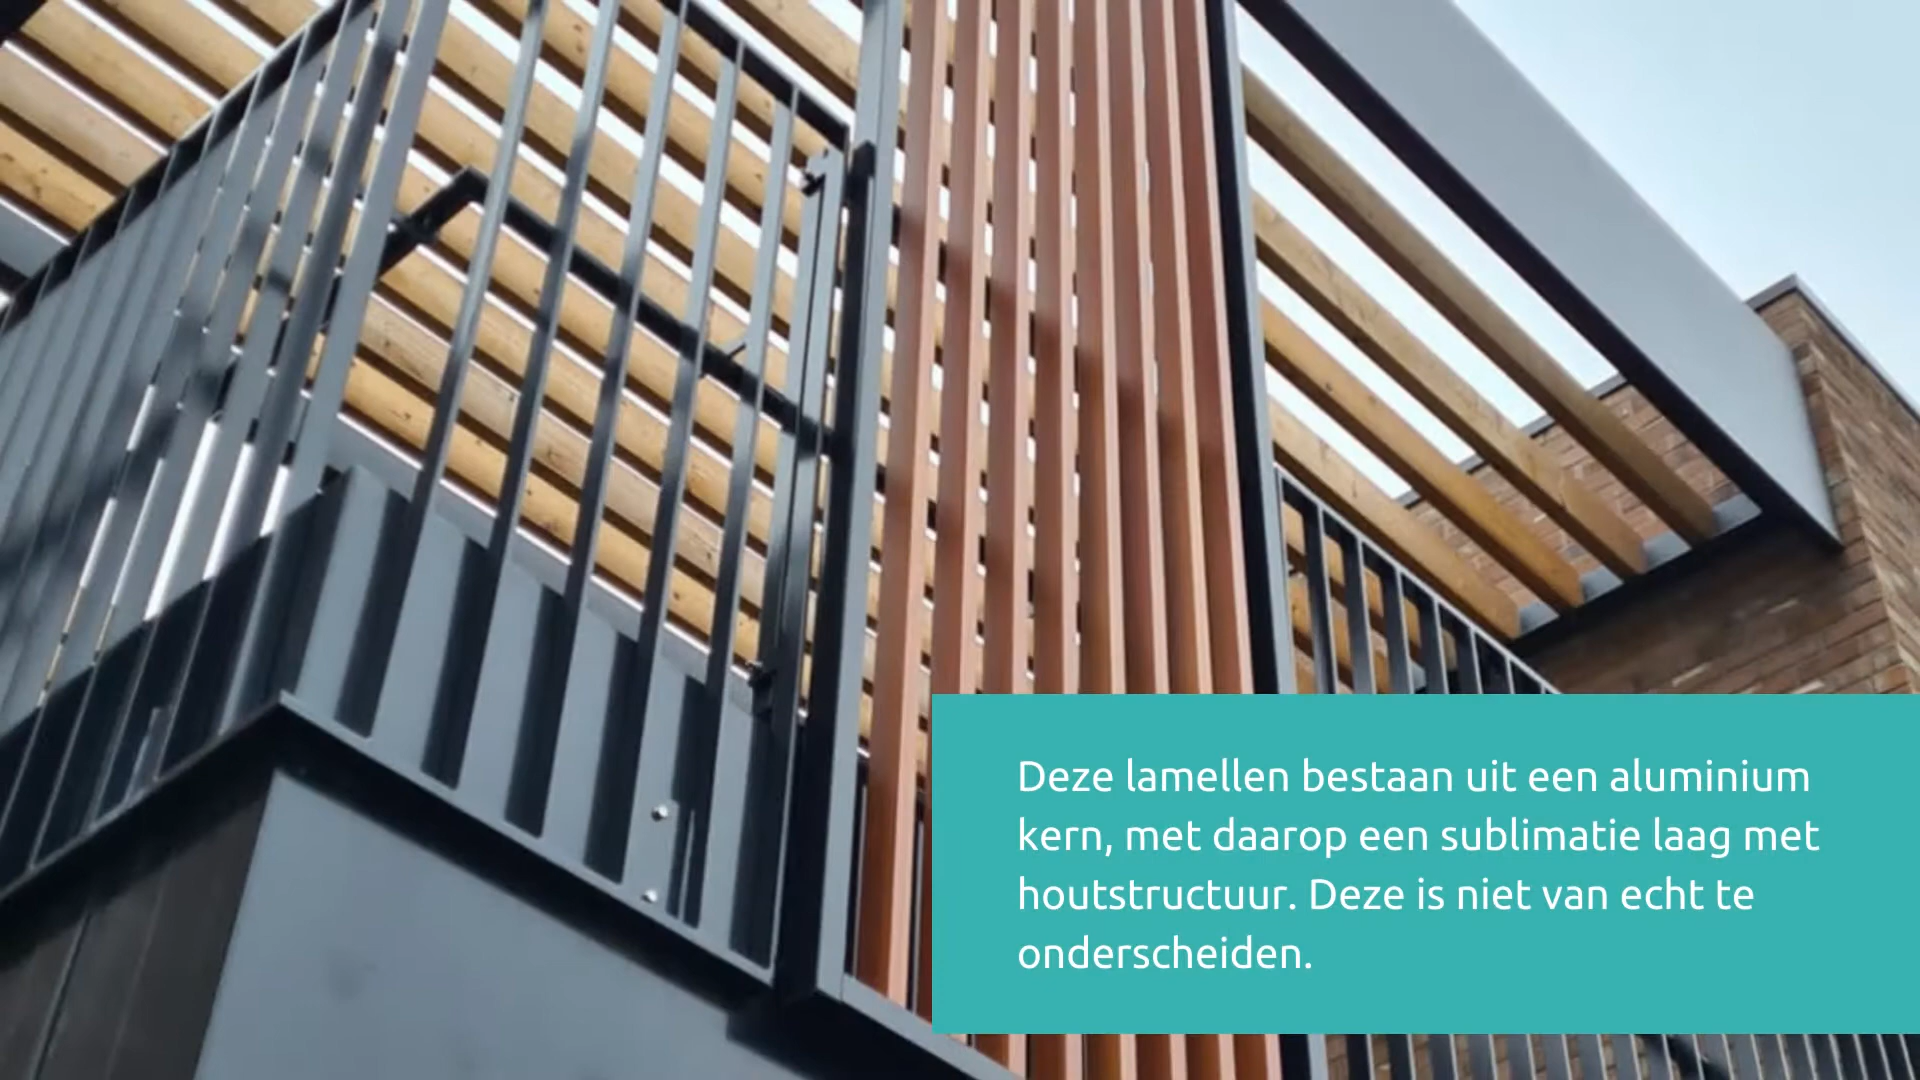 Deze lamellen bestaan uit een aluminium
kern, met daarop een sublimatie laag met
houtstructuur. Deze is niet van echt te
onderscheiden.